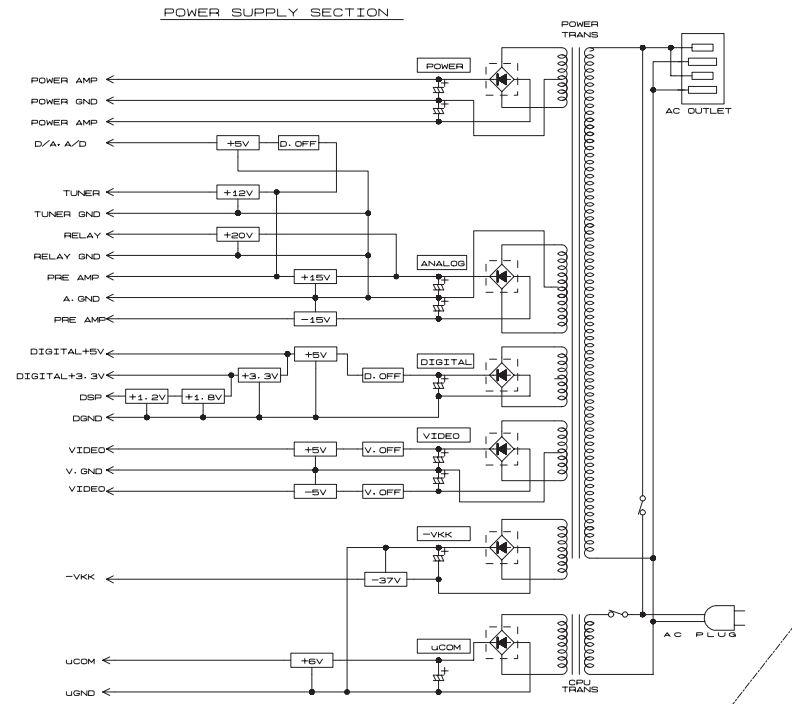 POWER SUPPLY SECTION
POWER
TRANS
POWER
POWER AMP
POWER GND
POWER AMP
AC OUTLET
D/A. A/D
+5V
D. OFF
TUNER
+12V
TUNER GND
RELAY
+20V
RELAY GND
ANALOG
PRE AMP
+15V
A. GND
PRE AMP
-15V
DIGITAL+5V
+5V
DIGITAL
DIGITAL+3. 3V
+3. 3V
D. OFF
DSP
+1. 2V
+1. 8V
DGND
VIDEO
VIDEO
+5V
V. OFF
V. GND
VIDEO
-5V
V. OFF
-VKK
-VKK
-37V
AC PLUG
uCOM
uCOM
+6V
CPU
TRANS
uGND